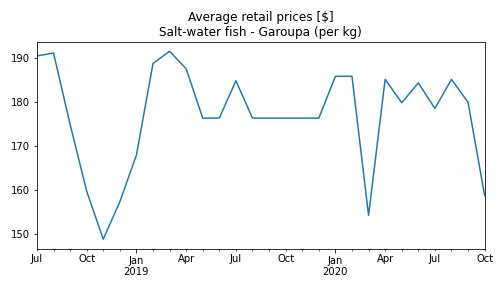 Average retail prices [$]
Salt-water fish - Garoupa (per kg)
190
180
170
160
150
Jul Oct Jan Apr Jul Oct Jan Apr Jul Oct
2019 2020